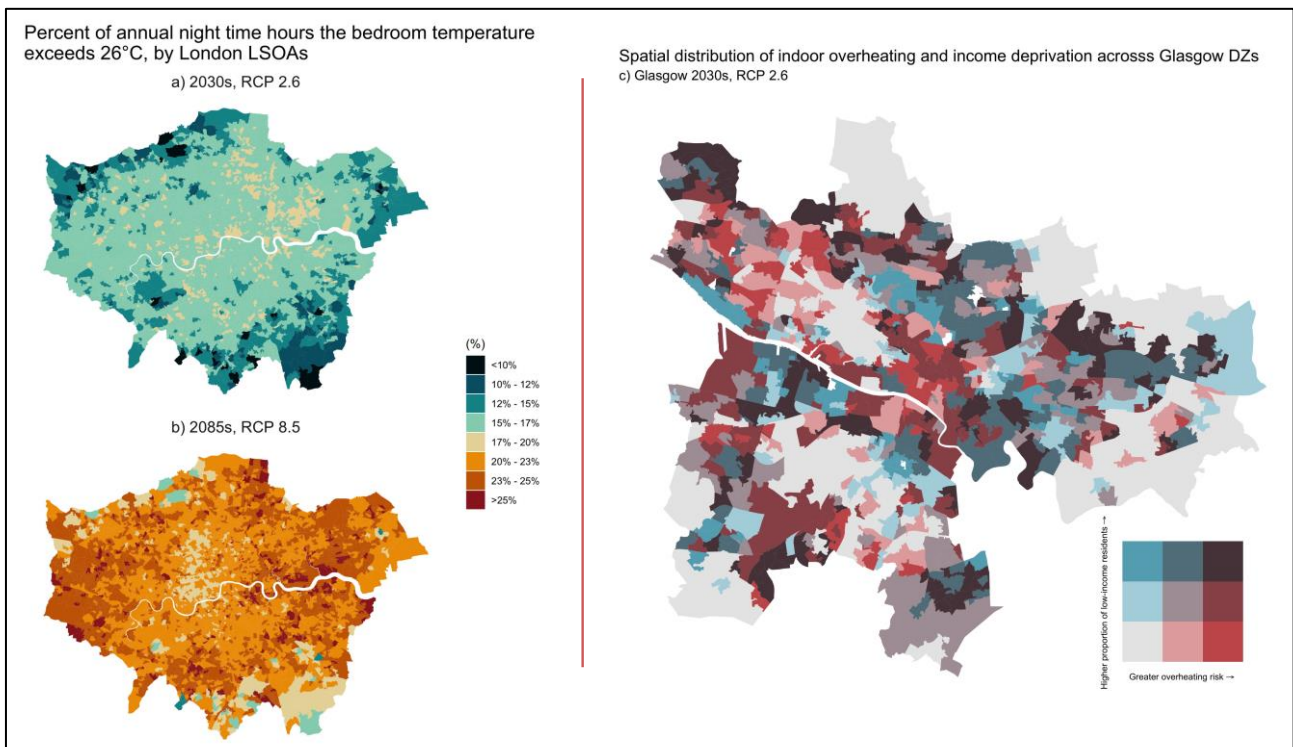 Percent of annual night time hours the bedroom temperature
exceeds 26°C, by London LSOAs
a) 2030s, RCP 2.6
(%)
<10%
10% - 12%
12% - 15%
15% - 17%
17% - 20%
20% - 23%
23% - 25%
>25%
b) 2085s, RCP 8.5
Spatial distribution of indoor overheating and income deprivation acrosss Glasgow DZs
c) Glasgow 2030s, RCP 2.6
Higher proportion of low-income residents →
Greater overheating risk →